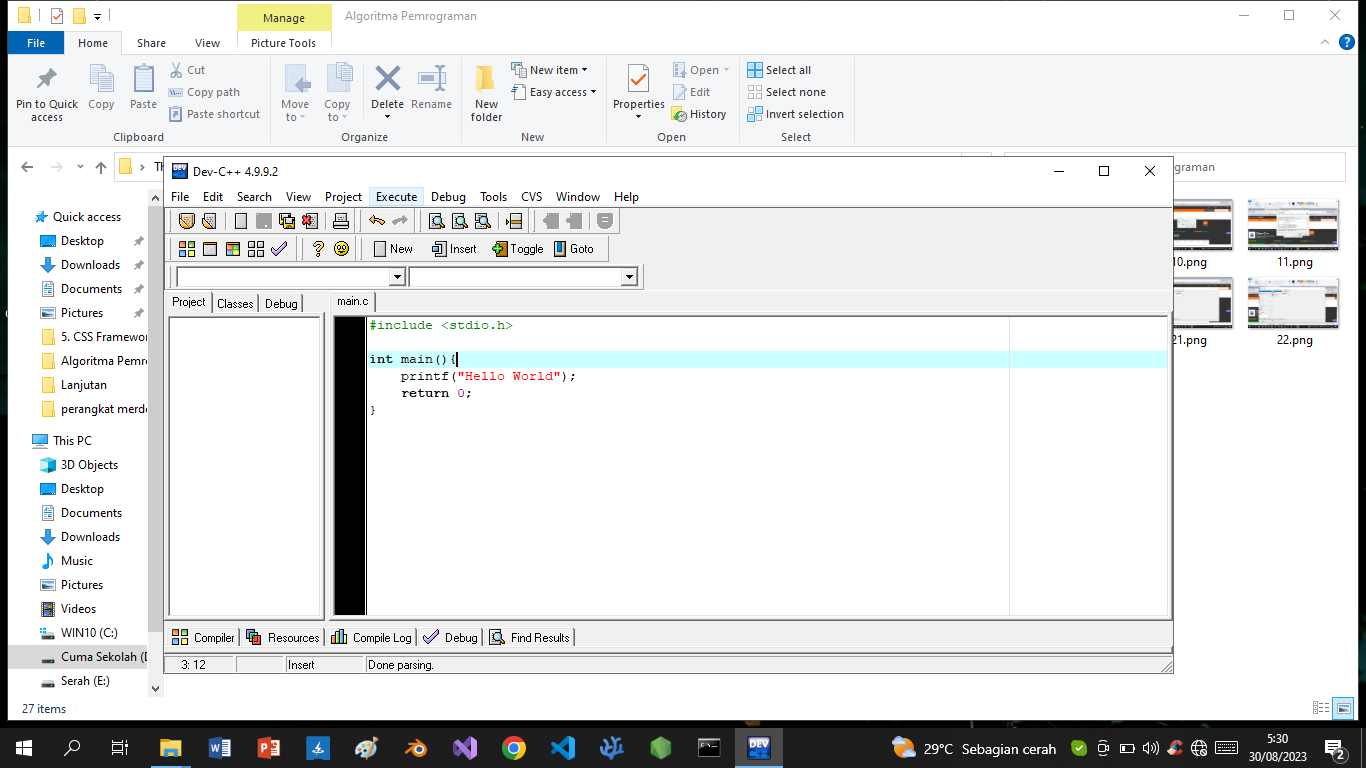 Manage
Algoritma Pemrograman
File
Home
Share
View
Picture Tools
Pin to Quick access
Copy
Paste
Cut
Copy path
Paste shortcut
Move to
Copy to
Delete
Rename
New folder
New item
Easy access
Properties
Open
Edit
History
Select all
Select none
Invert selection
Clipboard
Organize
New
Open
Select
Dev-C++ 4.9.9.2
File Edit Search View Project Execute Debug Tools CVS Window Help
New
Insert
Toggle
Goto
Project
Classes
Debug
main.c
#include <stdio.h>
int main(){
printf("Hello World");
return 0;
}
Compiler
Resources
Compile Log
Debug
Find Results
3: 12
Insert
Done parsing.
Quick access
Desktop
Downloads
Documents
Pictures
5. CSS Framewor
Algoritma Pemr
Lanjutan
perangkat merd
This PC
3D Objects
Desktop
Documents
Downloads
Music
Pictures
Videos
WIN10 (C:)
Cuma Sekolah (
Serah (E:)
graman
10.png
11.png
21.png
22.png
27 items
29°C Sebagian cerah
5:30
30/08/2023
2
DEV